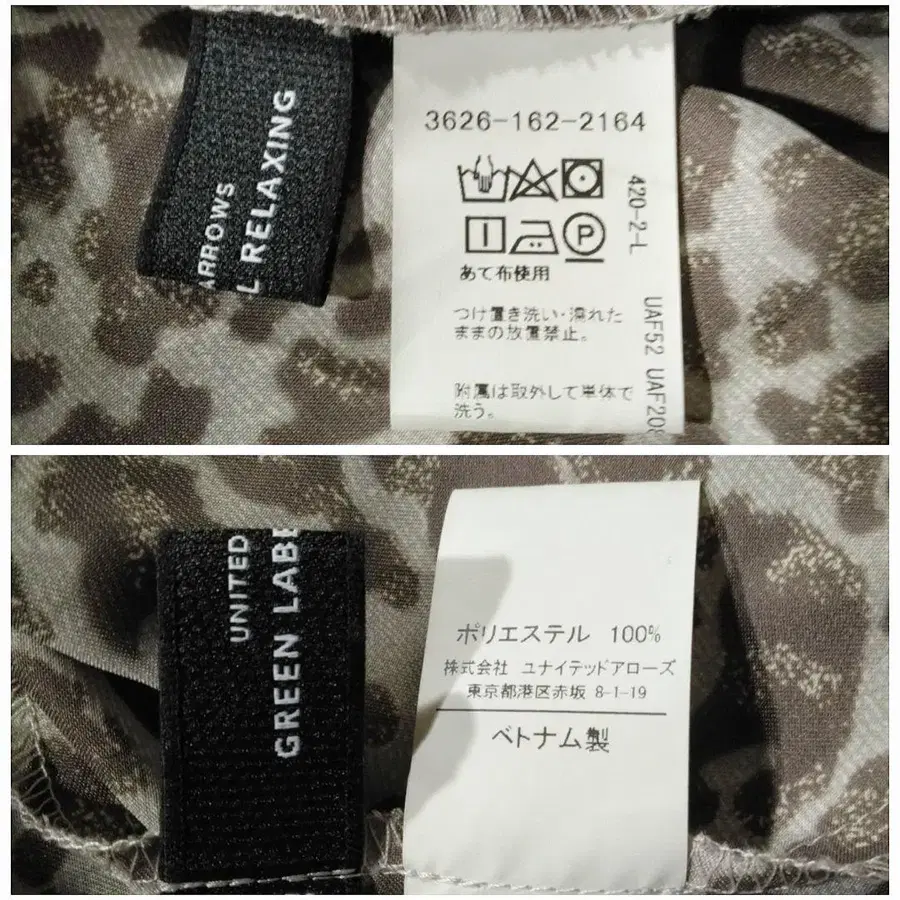 ARROWS
L RELAXING
3626-162-2164
P
あて布使用
つけ置き洗い・濡れた
ままの放置禁止。
附属は取外して単体で
洗う。
420-2-L
UAF52 UAF208
UNITED
GREEN LABE
ポリエステル 100%
株式会社 ユナイテッドアローズ
東京都港区赤坂 8-1-19
ベトナム製